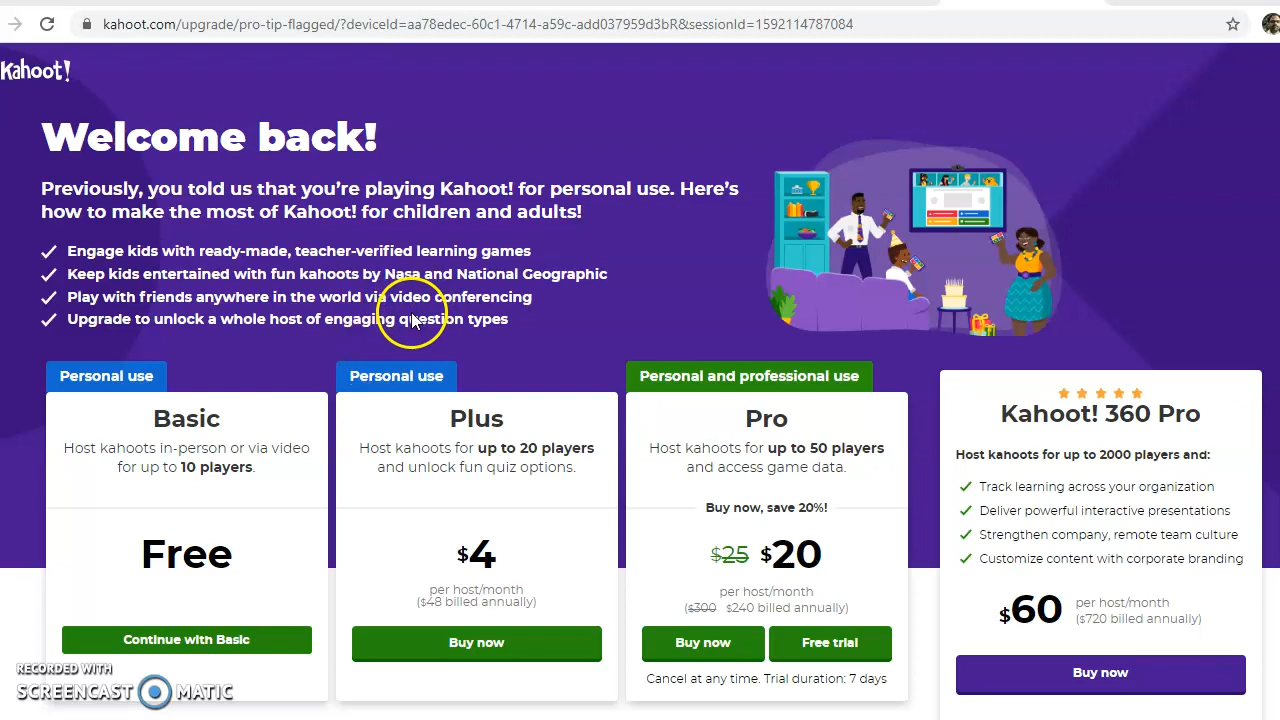 kahoot.com/upgrade/pro-tip-flagged/?deviceId=aa78edec-60c1-4714-a59c-add037959d3bR&sessionId=1592114787084
Kahoot!
Welcome back!
Previously, you told us that you're playing Kahoot! for personal use. Here's
how to make the most of Kahoot! for children and adults!
Engage kids with ready-made, teacher-verified learning games
Keep kids entertained with fun kahoots by Nasa and National Geographic
Play with friends anywhere in the world via video conferencing
Upgrade to unlock a whole host of engaging question types
Personal use
Basic
Host kahoots in-person or via video
for up to 10 players.
Free
Continue with Basic
Personal use
Plus
Host kahoots for up to 20 players
and unlock fun quiz options.
$4
per host/month
($48 billed annually)
Buy now
Personal and professional use
Pro
Host kahoots for up to 50 players
and access game data.
Buy now, save 20%!
$25 $20
per host/month
($300 $240 billed annually)
Buy now
Free trial
Cancel at any time. Trial duration: 7 days
Kahoot! 360 Pro
Host kahoots for up to 2000 players and:
Track learning across your organization
Deliver powerful interactive presentations
Strengthen company, remote team culture
Customize content with corporate branding
$60
per host/month
($720 billed annually)
Buy now
RECORDED WITH
SCREENCAST MATIC